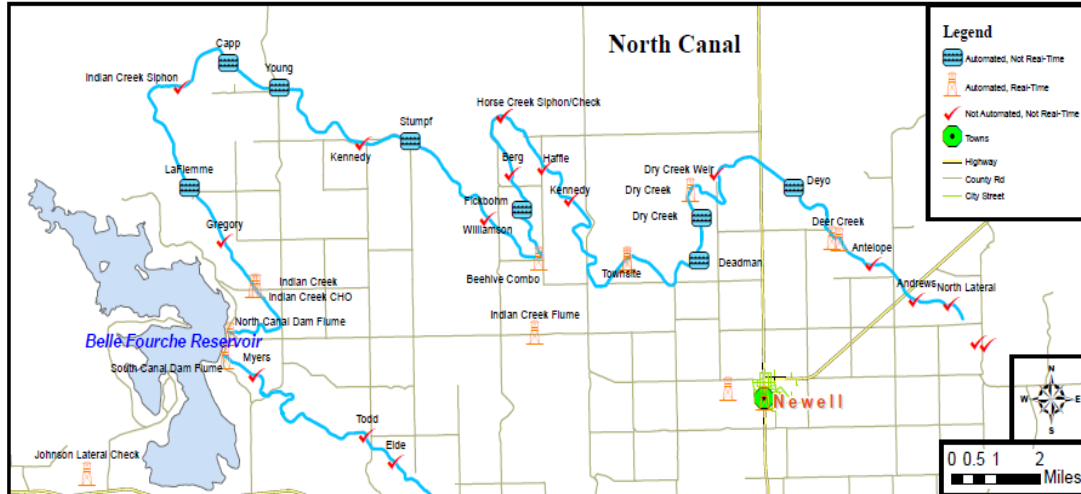 North Canal
Legend
Automated, Not Real-Time
Automated, Real-Time
Not Automated, Not Real-Time
Towns
Highway
County Rd
City Street
Capp
Indian Creek Siphon
Young
Stumpf
Kennedy
Horse Creek Siphon/Check
Berg
Haffle
Kennedy
Fickbohm
Williamson
Beehive Combo
Dry Creek Weir
Dry Creek
Dry Creek
Deyo
Deer Creek
Deadman
Townsite
Antelope
Andrews
North Lateral
LaFlemme
Gregory
Indian Creek
Indian Creek CHO
North Canal Dam Flume
Belle Fourche Reservoir
South Canal Dam Flume
Myers
Indian Creek Flume
Newell
Todd
Elde
Johnson Lateral Check
N
W
E
S
0 0.5 1 2
Miles